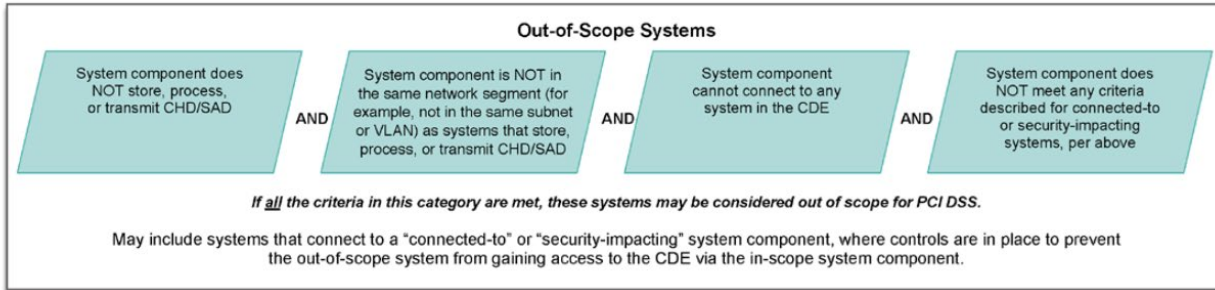 Out-of-Scope Systems
System component does
NOT store, process,
or transmit CHD/SAD
AND
System component is NOT in
the same network segment (for
example, not in the same subnet
or VLAN) as systems that store,
process, or transmit CHD/SAD
AND
System component
cannot connect to any
system in the CDE
AND
System component does
NOT meet any criteria
described for connected-to
or security-impacting
systems, per above
If all the criteria in this category are met, these systems may be considered out of scope for PCI DSS.
May include systems that connect to a “connected-to” or “security-impacting” system component, where controls are in place to prevent
the out-of-scope system from gaining access to the CDE via the in-scope system component.